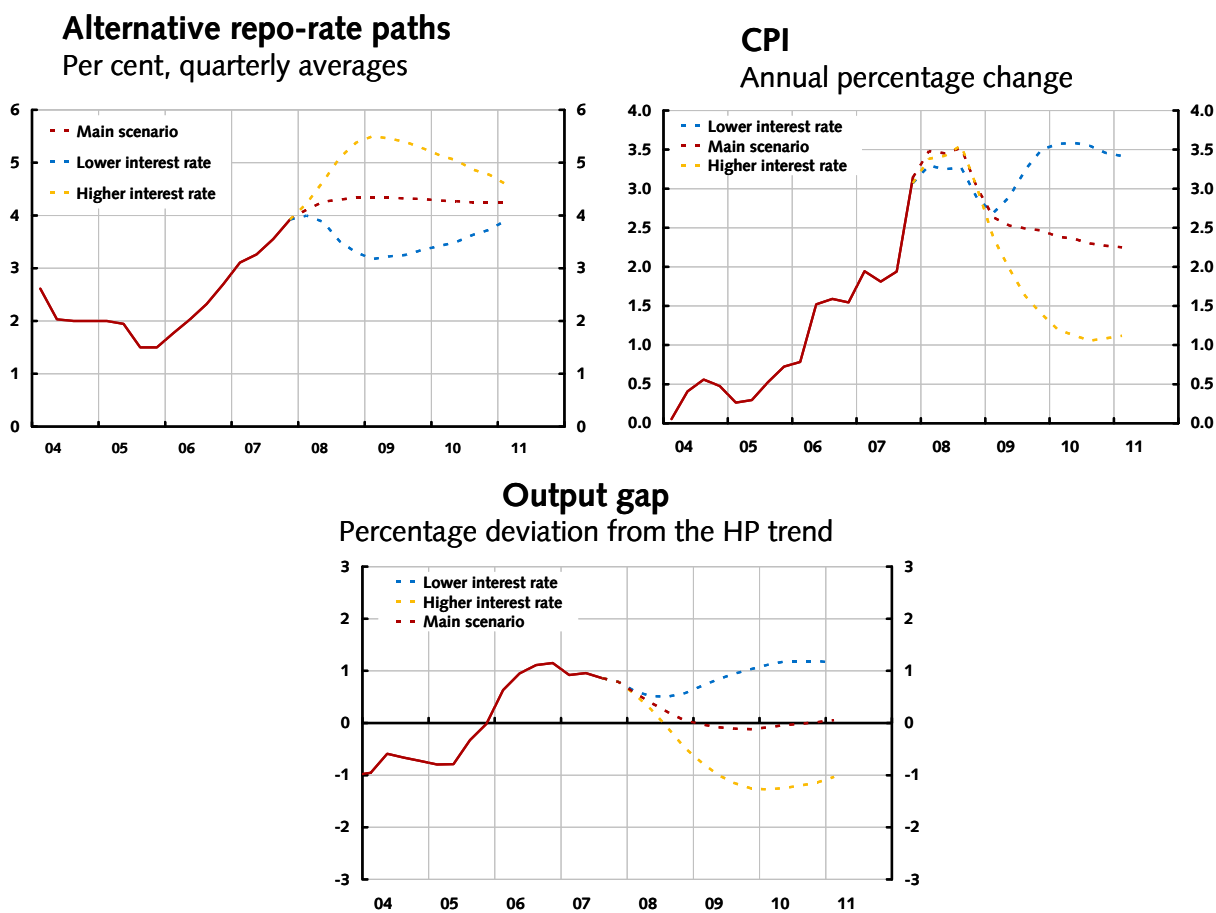 Alternative repo-rate paths
Per cent, quarterly averages
6 6
Main scenario
5 5
Lower interest rate
Higher interest rate
4 4
3 3
2 2
1 1
0 0
04 05 06 07 08 09 10 11
CPI
Annual percentage change
4.0 4.0
Lower interest rate
3.5 Main scenario 3.5
Higher interest rate
3.0 3.0
2.5 2.5
2.0 2.0
1.5 1.5
1.0 1.0
0.5 0.5
0.0 0.0
04 05 06 07 08 09 10 11
Output gap
Percentage deviation from the HP trend
3 3
Lower interest rate
Higher interest rate
2 Main scenario 2
1 1
0 0
-1 -1
-2 -2
-3 -3
04 05 06 07 08 09 10 11